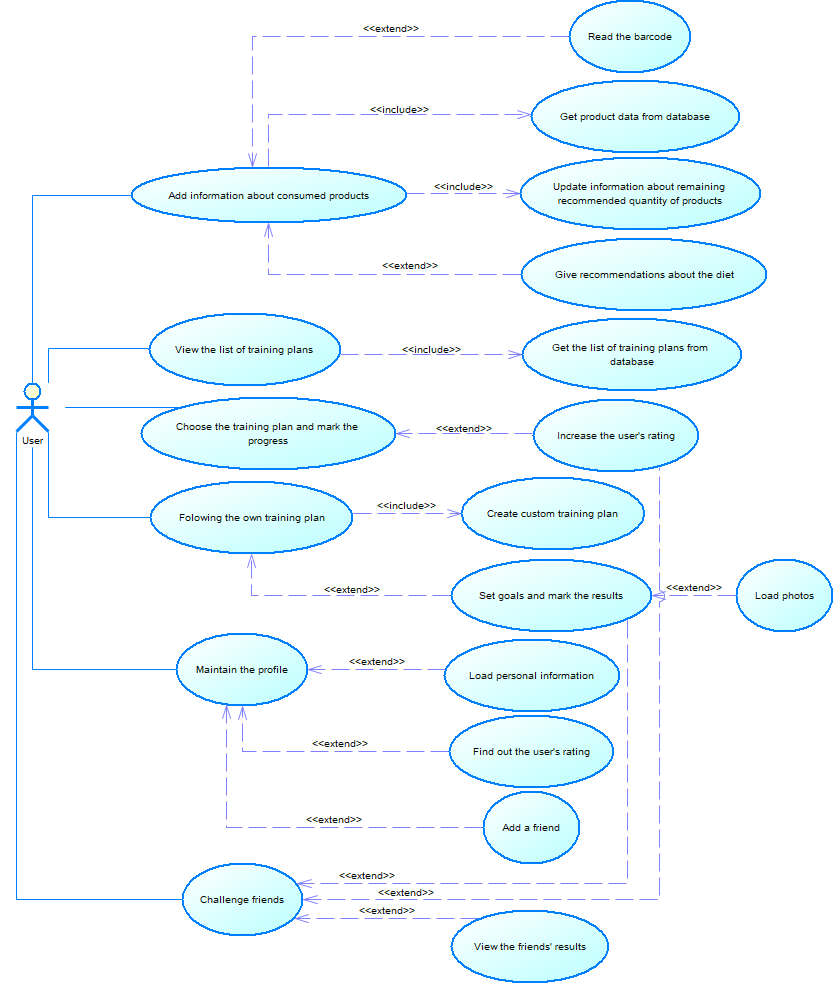 <<extend>>
Read the barcode
<<include>>
Get product data from database
Add information about consumed products
<<include>>
Update information about remaining
recommended quantity of products
<<extend>>
Give recommendations about the diet
View the list of training plans
<<include>>
Get the list of training plans from
database
User
Choose the training plan and mark the
progress
<<extend>>
Increase the user's rating
Folowing the own training plan
<<include>>
Create custom training plan
<<extend>>
Set goals and mark the results
<<extend>>
Load photos
Maintain the profile
<<extend>>
Load personal information
<<extend>>
Find out the user's rating
<<extend>>
Add a friend
Challenge friends
<<extend>>
<<extend>>
<<extend>>
View the friends' results